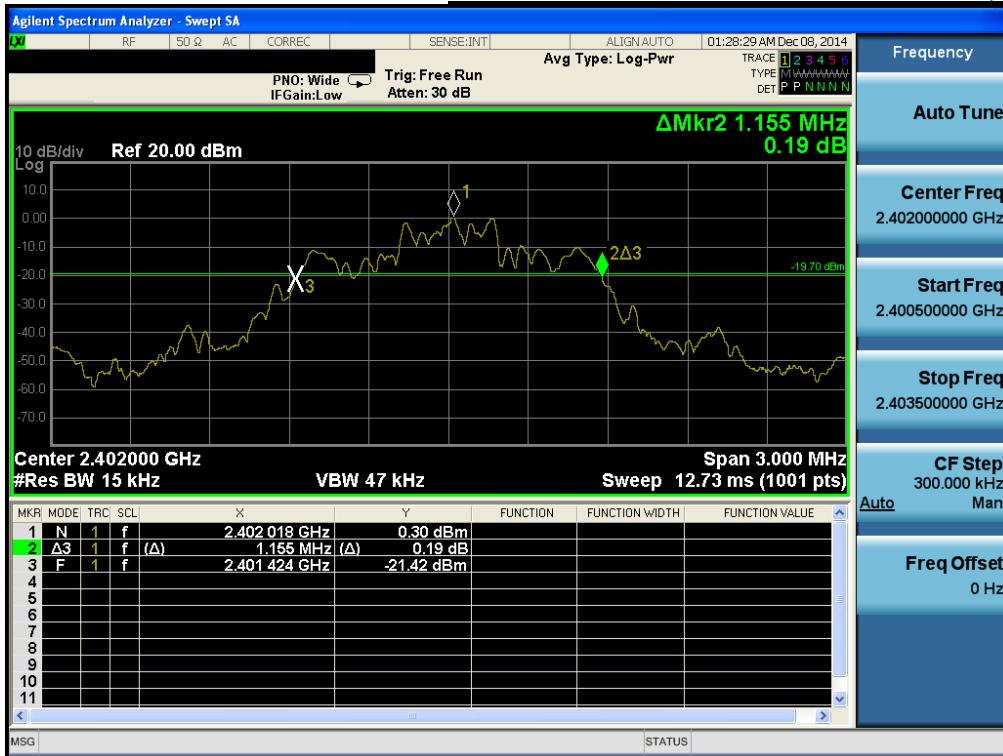 Agilent Spectrum Analyzer - Swept SA
LXI RF 50 Ω AC CORREC SENSE:INT ALIGN AUTO 01:28:29 AM Dec 08, 2014
Avg Type: Log-Pwr TRACE 1 2 3 4 5 6
PNO: Wide Trig: Free Run TYPE M WWWWW
IFGain:Low Atten: 30 dB DET P P N N N N
ΔMkr2 1.155 MHz
0.19 dB
10 dB/div Ref 20.00 dBm
Log
10.0
1
0.00
-10.0
2Δ3
-19.70 dBm
-20.0
3
-30.0
-40.0
-50.0
-60.0
-70.0
Center 2.402000 GHz Span 3.000 MHz
#Res BW 15 kHz VBW 47 kHz Sweep 12.73 ms (1001 pts)
MKR MODE TRC SCL X Y FUNCTION FUNCTION WIDTH FUNCTION VALUE
1 N 1 f 2.402 018 GHz 0.30 dBm
2 Δ3 1 f (Δ) 1.155 MHz (Δ) 0.19 dB
3 F 1 f 2.401 424 GHz -21.42 dBm
4
5
6
7
8
9
10
11
MSG STATUS
Frequency
Auto Tune
Center Freq
2.402000000 GHz
Start Freq
2.400500000 GHz
Stop Freq
2.403500000 GHz
CF Step
300.000 kHz
Auto Man
Freq Offset
0 Hz